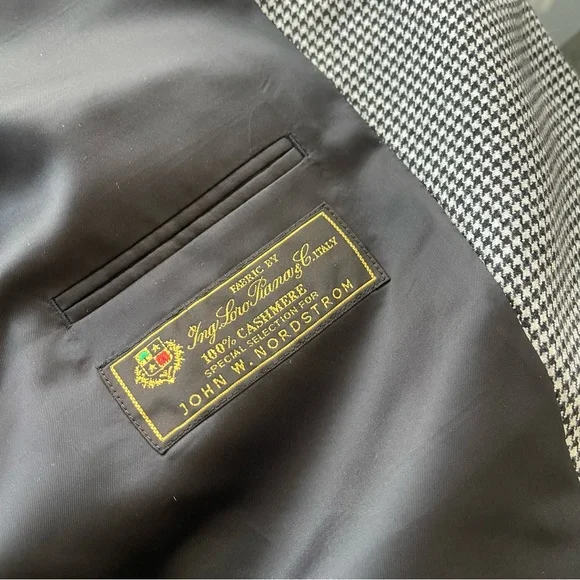 FABRIC BY
Ing. Loro Piana & C. ITALY
100% CASHMERE
SPECIAL SELECTION FOR
JOHN W. NORDSTROM